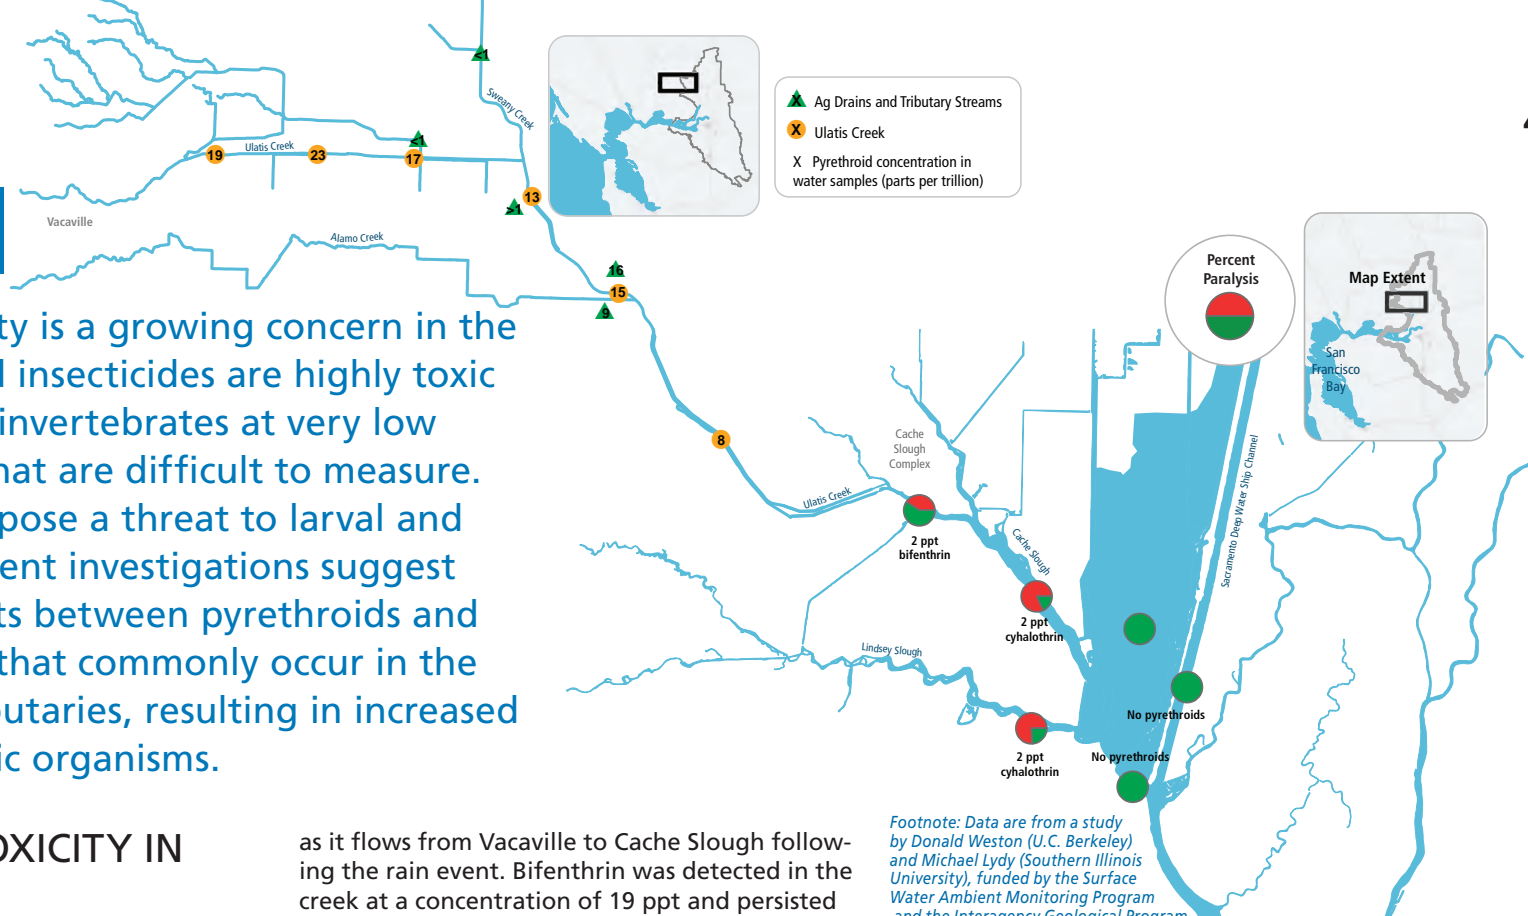 <1
Sweany Creek
<1
Ulatis Creek
19
23
17
13
>1
Vacaville
Alamo Creek
16
15
9
8
X Ag Drains and Tributary Streams
X Ulatis Creek
X Pyrethroid concentration in
water samples (parts per trillion)
Percent
Paralysis
Map Extent
San
Francisco
Bay
Cache
Slough
Complex
Ulatis Creek
2 ppt
bifenthrin
Cache Slough
2 ppt
cyhalothrin
Lindsey Slough
2 ppt
cyhalothrin
Sacramento Deep Water Ship Channel
No pyrethroids
No pyrethroids
ty is a growing concern in the
insecticides are highly toxic
invertebrates at very low
hat are difficult to measure.
pose a threat to larval and
ent investigations suggest
ts between pyrethroids and
that commonly occur in the
butaries, resulting in increased
ic organisms.
OXICITY IN
as it flows from Vacaville to Cache Slough follow-
ing the rain event. Bifenthrin was detected in the
creek at a concentration of 19 ppt and persisted
Footnote: Data are from a study
by Donald Weston (U.C. Berkeley)
and Michael Lydy (Southern Illinois
University), funded by the Surface
Water Ambient Monitoring Program
and the Interagency Geological Program